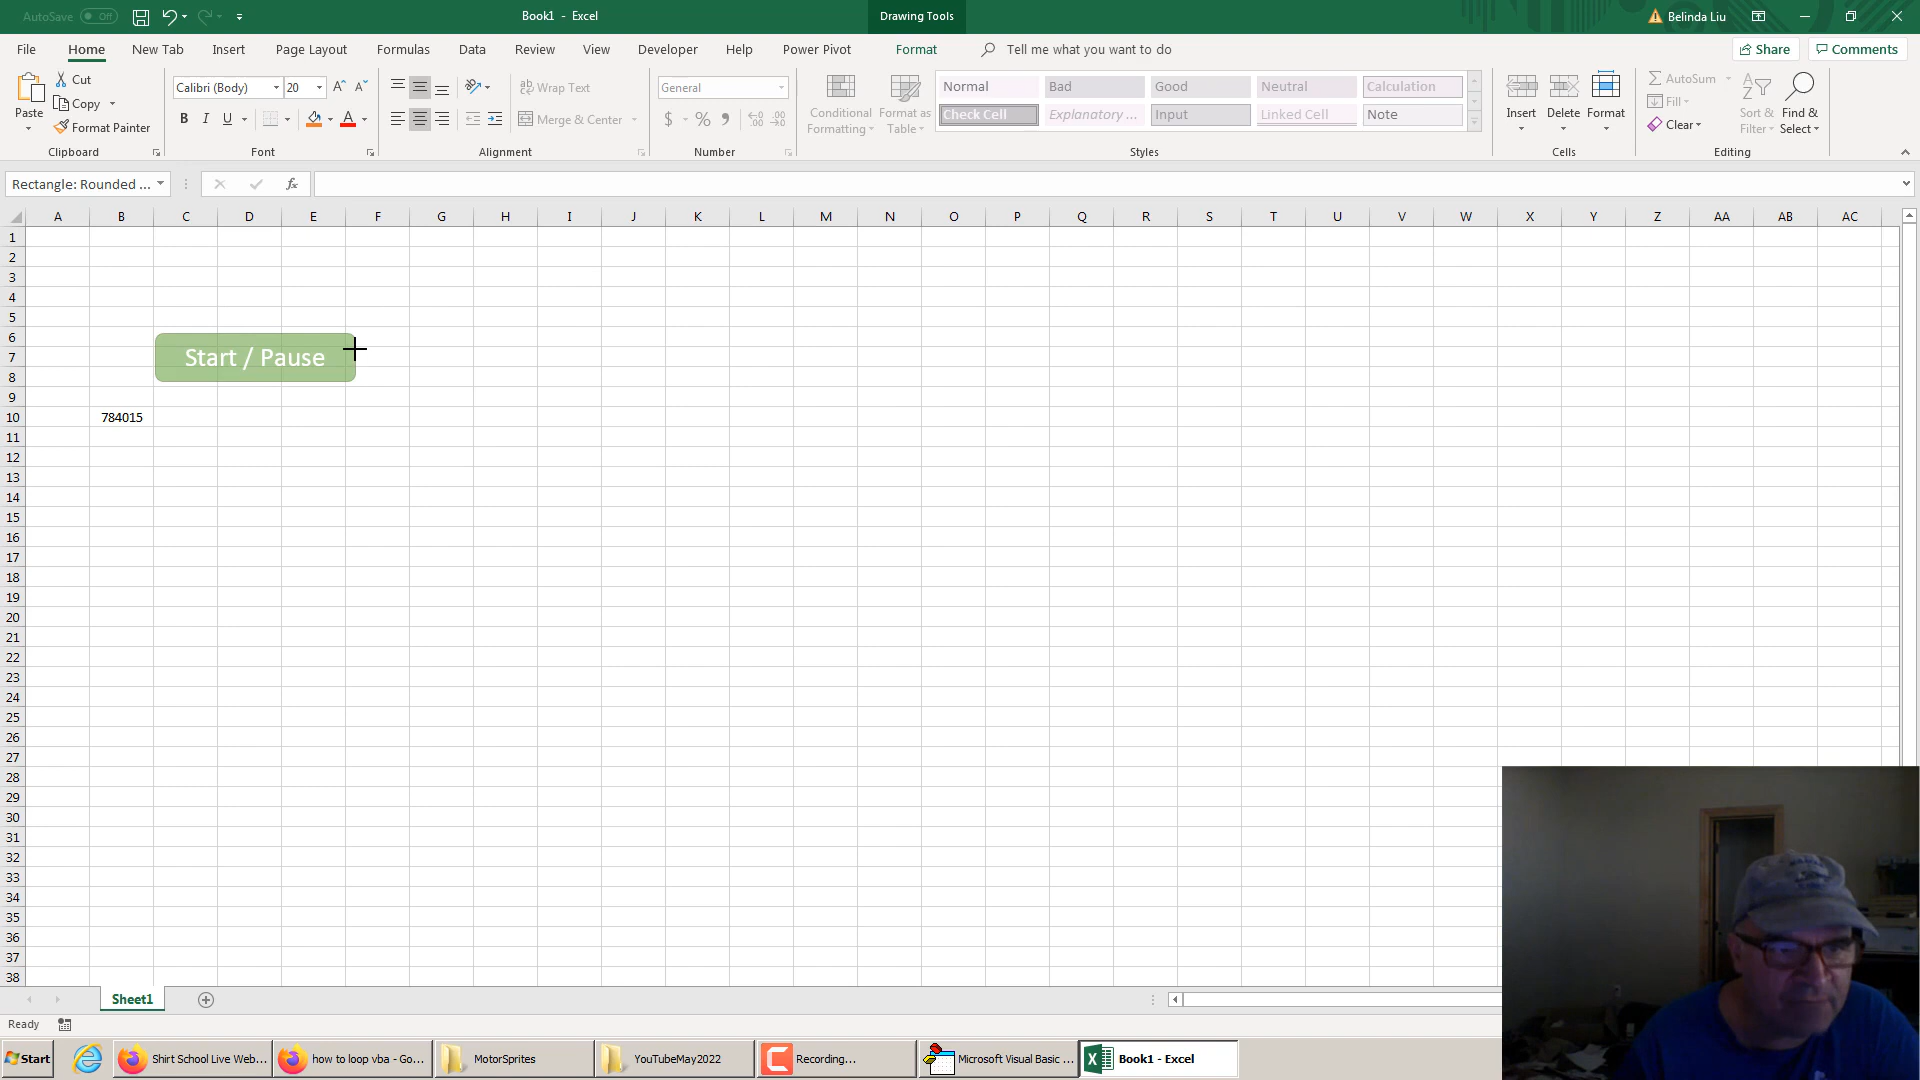 AutoSave Off Book1 - Excel Drawing Tools Belinda Liu
File Home New Tab Insert Page Layout Formulas Data Review View Developer Help Power Pivot Format Tell me what you want to do Share Comments
Paste
Cut
Copy
Format Painter
Clipboard
Calibri (Body) 20
B I U
Font
Wrap Text
Merge & Center
Alignment
General
$ %
Number
Conditional Formatting
Format as Table
Normal Bad Good Neutral Calculation
Check Cell Explanatory ... Input Linked Cell Note
Styles
Insert Delete Format
Cells
AutoSum
Fill
Clear
Sort & Filter
Find & Select
Editing
Rectangle: Rounded ... fx
A B C D E F G H I J K L M N O P Q R S T U V W X Y Z AA AB AC
1
2
3
4
5
6
7 Start / Pause
8
9
10 784015
11
12
13
14
15
16
17
18
19
20
21
22
23
24
25
26
27
28
29
30
31
32
33
34
35
36
37
38
Sheet1
Ready
Start Shirt School Live Web... how to loop vba - Go... MotorSprites YouTubeMay2022 Recording... Microsoft Visual Basic ... Book1 - Excel